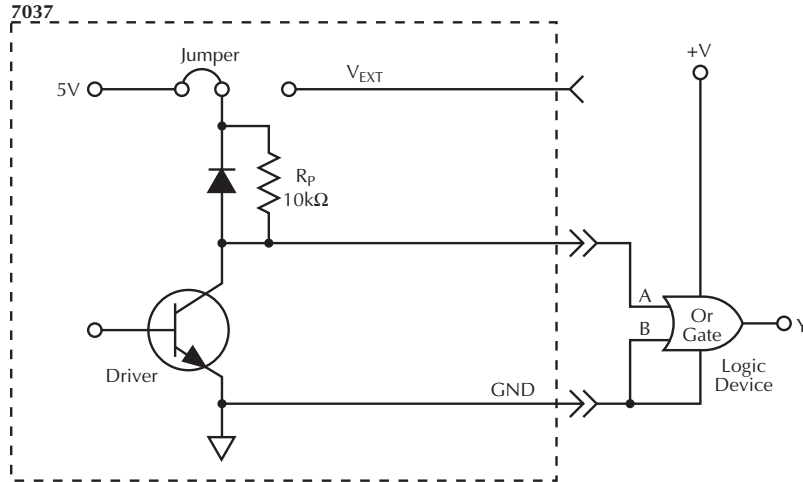 7037
Jumper
+V
5V
VEXT
RP
10kΩ
A
B
Or
Gate
Y
Driver
GND
Logic
Device